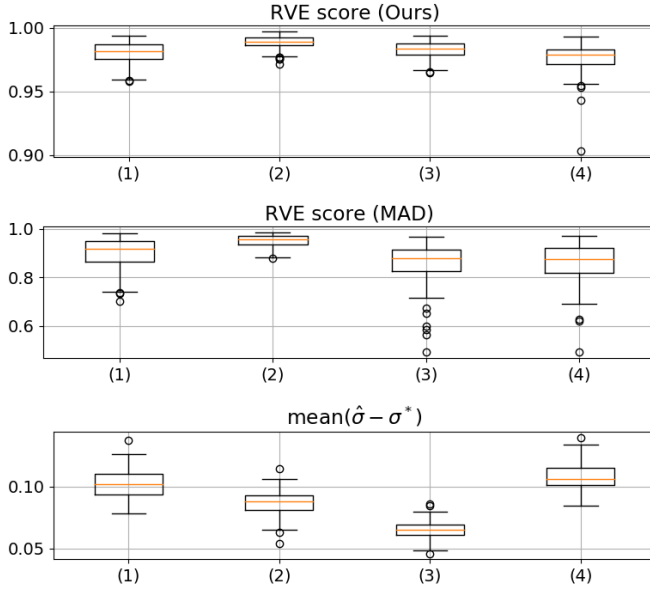 RVE score (Ours)
1.00
0.95
0.90
(1) (2) (3) (4)
RVE score (MAD)
1.0
0.8
0.6
(1) (2) (3) (4)
mean(σ̂ − σ*)
0.10
0.05
(1) (2) (3) (4)